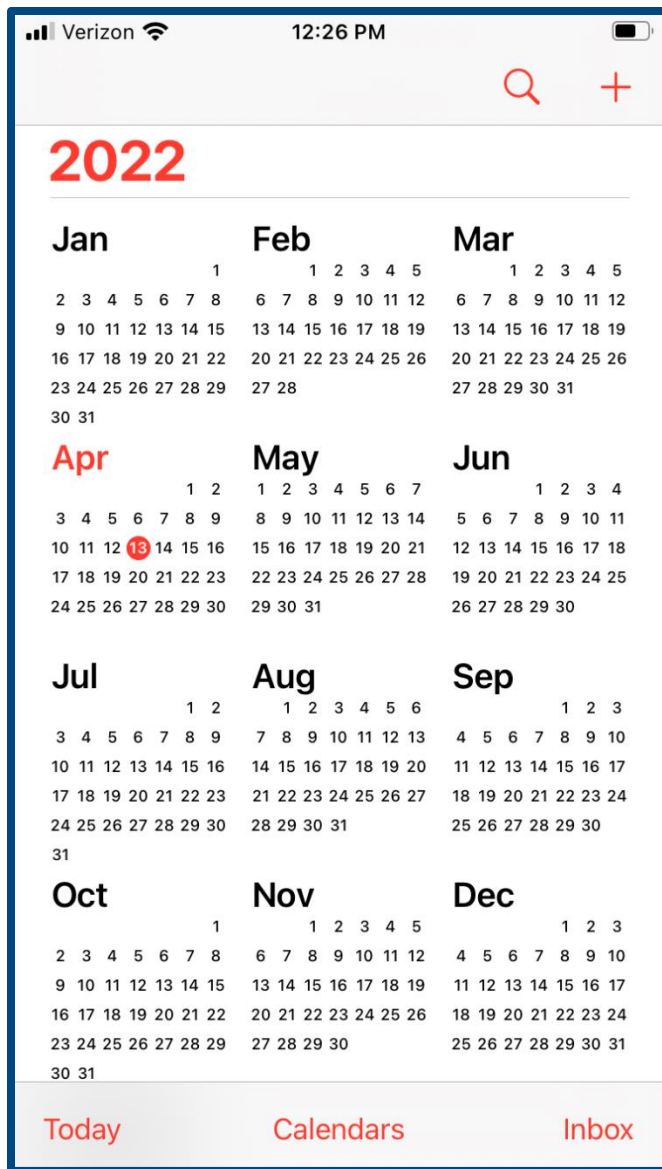 Verizon 12:26 PM
2022
Jan Feb Mar
1 1 2 3 4 5 1 2 3 4 5
2 3 4 5 6 7 8 6 7 8 9 10 11 12 6 7 8 9 10 11 12
9 10 11 12 13 14 15 13 14 15 16 17 18 19 13 14 15 16 17 18 19
16 17 18 19 20 21 22 20 21 22 23 24 25 26 20 21 22 23 24 25 26
23 24 25 26 27 28 29 27 28 27 28 29 30 31
30 31
Apr May Jun
1 2 1 2 3 4 5 6 7 1 2 3 4
3 4 5 6 7 8 9 8 9 10 11 12 13 14 5 6 7 8 9 10 11
10 11 12 13 14 15 16 15 16 17 18 19 20 21 12 13 14 15 16 17 18
17 18 19 20 21 22 23 22 23 24 25 26 27 28 19 20 21 22 23 24 25
24 25 26 27 28 29 30 29 30 31 26 27 28 29 30
Jul Aug Sep
1 2 1 2 3 4 5 6 1 2 3
3 4 5 6 7 8 9 7 8 9 10 11 12 13 4 5 6 7 8 9 10
10 11 12 13 14 15 16 14 15 16 17 18 19 20 11 12 13 14 15 16 17
17 18 19 20 21 22 23 21 22 23 24 25 26 27 18 19 20 21 22 23 24
24 25 26 27 28 29 30 28 29 30 31 25 26 27 28 29 30
31
Oct Nov Dec
1 1 2 3 4 5 1 2 3
2 3 4 5 6 7 8 6 7 8 9 10 11 12 4 5 6 7 8 9 10
9 10 11 12 13 14 15 13 14 15 16 17 18 19 11 12 13 14 15 16 17
16 17 18 19 20 21 22 20 21 22 23 24 25 26 18 19 20 21 22 23 24
23 24 25 26 27 28 29 27 28 29 30 25 26 27 28 29 30 31
30 31
Today Calendars Inbox